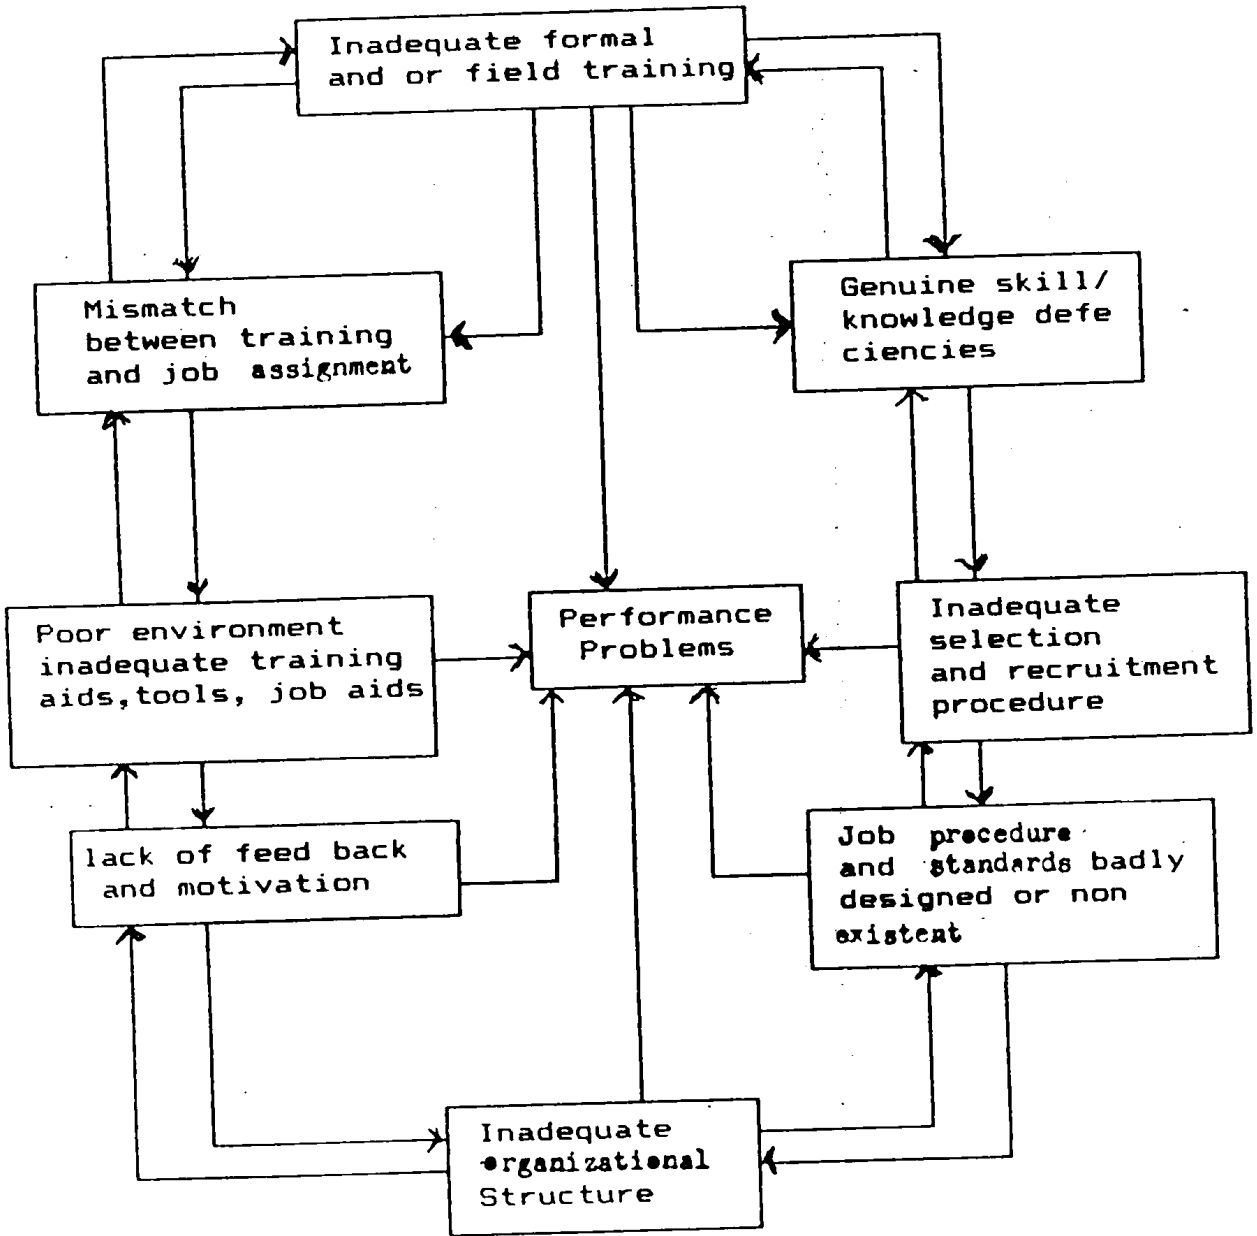 Inadequate formal
and or field training
Mismatch
between training
and job assignment
Genuine skill/
knowledge defe
ciencies
Poor environment
inadequate training
aids,tools, job aids
Performance
Problems
Inadequate
selection
and recruitment
procedure
lack of feed back
and motivation
Job procedure
and standards badly
designed or non
existent
Inadequate
organizational
Structure